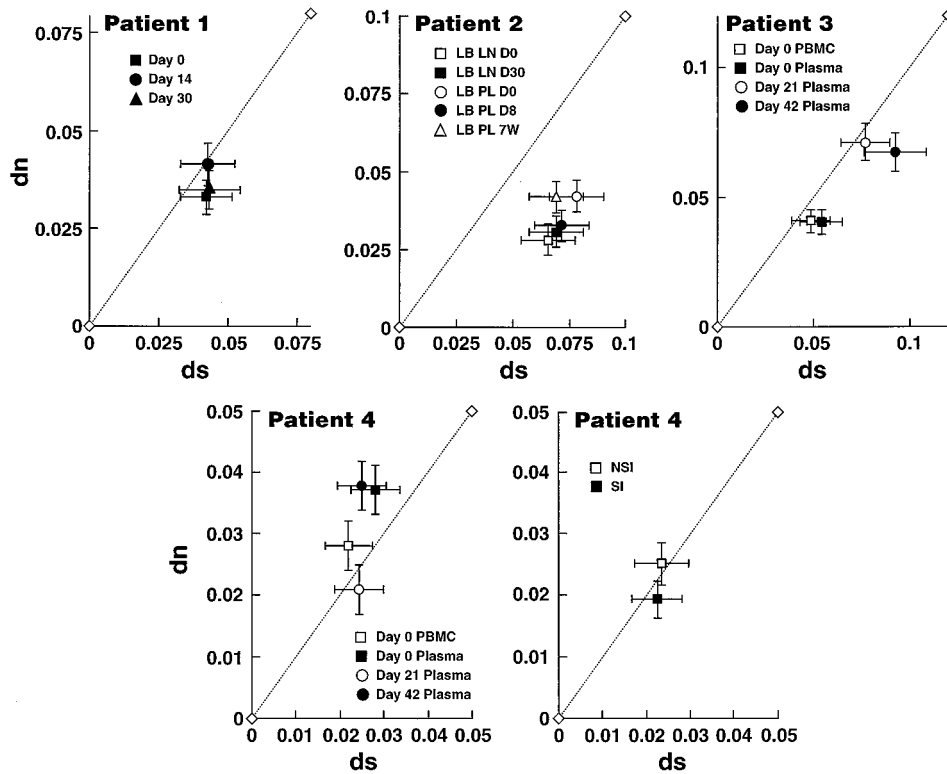 Patient 1
Day 0
Day 14
Day 30
0.075
0.05
0.025
0
dn
0 0.025 0.05 0.075
ds
Patient 2
LB LN D0
LB LN D30
LB PL D0
LB PL D8
LB PL 7W
0.1
0.075
0.050
0.025
0.000
0 0.025 0.05 0.075 0.1
ds
Patient 3
Day 0 PBMC
Day 0 Plasma
Day 21 Plasma
Day 42 Plasma
0.1
0.05
0
0 0.05 0.1
ds
Patient 4
0.05
0.04
0.03
0.02
0.01
0
dn
Day 0 PBMC
Day 0 Plasma
Day 21 Plasma
Day 42 Plasma
0 0.01 0.02 0.03 0.04 0.05
ds
Patient 4
NSI
SI
0.05
0.04
0.03
0.02
0.01
0
0 0.01 0.02 0.03 0.04 0.05
ds